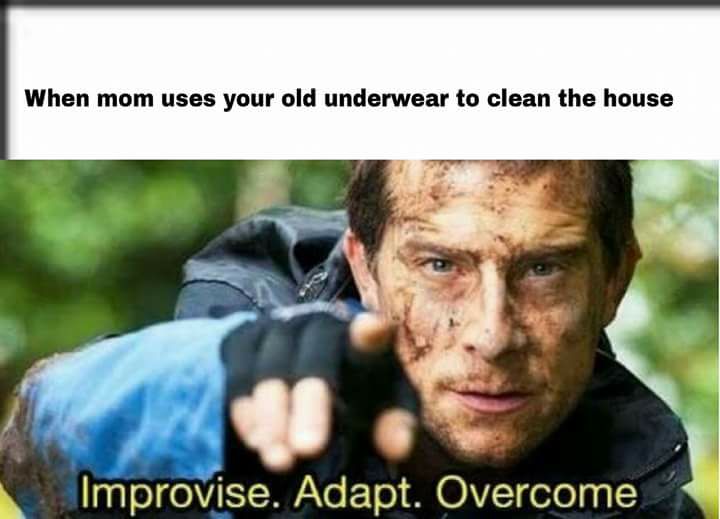 When mom uses your old underwear to clean the house
Improvise. Adapt. Overcome